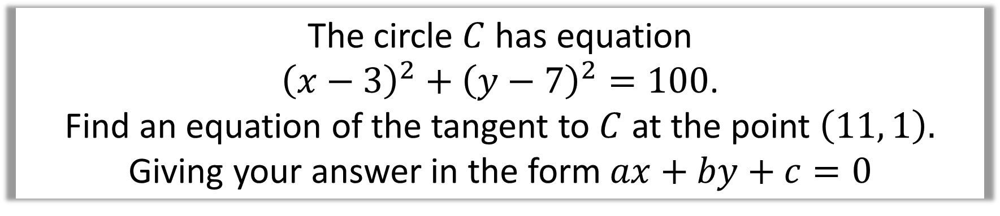 The circle C has equation
(x − 3)² + (y − 7)² = 100.
Find an equation of the tangent to C at the point (11, 1).
Giving your answer in the form ax + by + c = 0